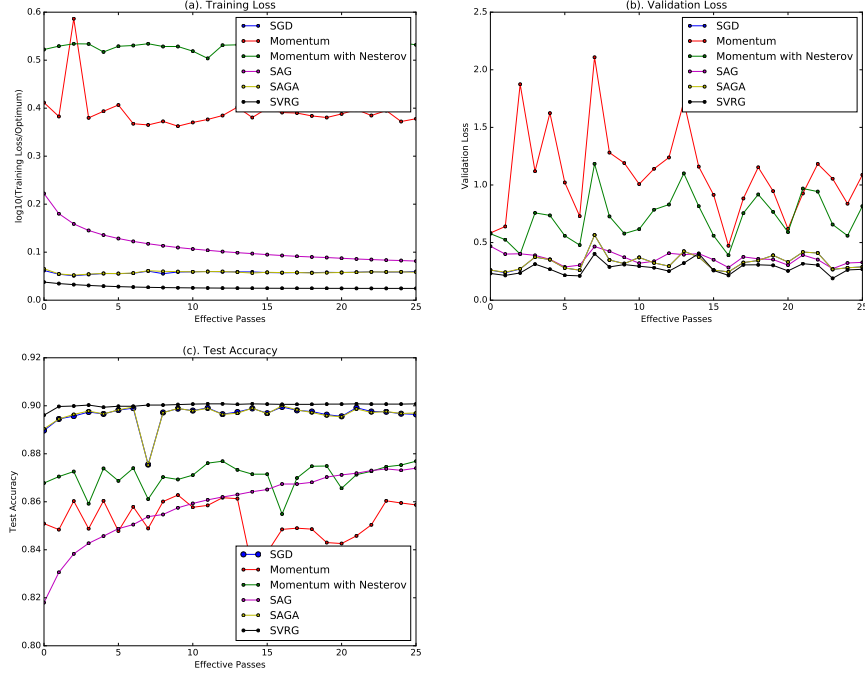 (a). Training Loss
0.6
0.5
0.4
0.3
0.2
0.1
0.0
log10(Training Loss/Optimum)
0 5 10 15 20 25
Effective Passes
SGD
Momentum
Momentum with Nesterov
SAG
SAGA
SVRG
(b). Validation Loss
2.5
2.0
1.5
1.0
0.5
0.0
Validation Loss
0 5 10 15 20 25
Effective Passes
SGD
Momentum
Momentum with Nesterov
SAG
SAGA
SVRG
(c). Test Accuracy
0.92
0.90
0.88
0.86
0.84
0.82
0.80
Test Accuracy
0 5 10 15 20 25
Effective Passes
SGD
Momentum
Momentum with Nesterov
SAG
SAGA
SVRG